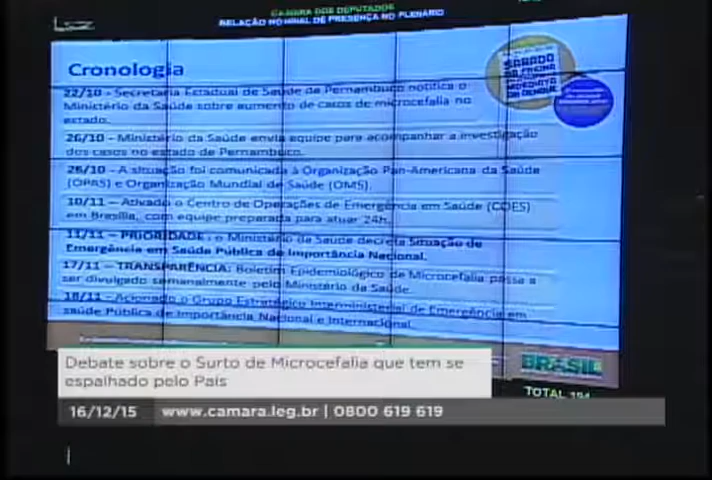 CÂMARA DOS DEPUTADOS
RELAÇÃO NOMINAL DE PRESENÇA NO PLENÁRIO
Cronologia
22/10 - Secretaria Estadual de Saúde de Pernambuco notifica o
Ministério da Saúde sobre aumento de casos de microcefalia no
estado.
26/10 - Ministério da Saúde envia equipe para acompanhar a investigação
dos casos no estado de Pernambuco.
26/10 - A situação foi comunicada à Organização Pan-Americana da Saúde
(OPAS) e Organização Mundial de Saúde (OMS).
10/11 - Ativado o Centro de Operações de Emergência em Saúde (COES)
em Brasília, com equipe preparada para atuar 24h.
11/11 - PRIORIDADE: o Ministério da Saúde decreta Situação de
Emergência em Saúde Pública de Importância Nacional.
17/11 - TRANSPARÊNCIA: Boletim Epidemiológico de Microcefalia passa a
ser divulgado semanalmente pelo Ministério da Saúde.
18/11 - Acionado o Grupo Estratégico Interministerial de Emergência em
saúde Pública de Importância Nacional e Internacional.
SÁBADO
DA FAXINA
BRASIL
TOTAL 194
Debate sobre o Surto de Microcefalia que tem se
espalhado pelo País
16/12/15 www.camara.leg.br | 0800 619 619